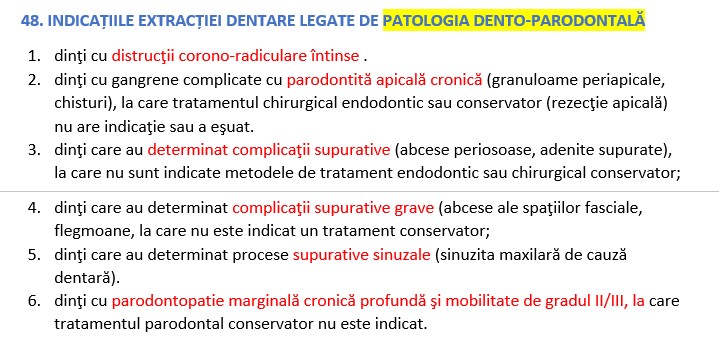 48. INDICAȚIILE EXTRACȚIEI DENTARE LEGATE DE PATOLOGIA DENTO-PARODONTALĂ
1. dinţi cu distrucţii corono-radiculare întinse .
2. dinţi cu gangrene complicate cu parodontită apicală cronică (granuloame periapicale,
chisturi), la care tratamentul chirurgical endodontic sau conservator (rezecţie apicală)
nu are indicaţie sau a eşuat.
3. dinţi care au determinat complicaţii supurative (abcese periosoase, adenite supurate),
la care nu sunt indicate metodele de tratament endodontic sau chirurgical conservator;
4. dinţi care au determinat complicaţii supurative grave (abcese ale spaţiilor fasciale,
flegmoane, la care nu este indicat un tratament conservator;
5. dinţi care au determinat procese supurative sinuzale (sinuzita maxilară de cauză
dentară).
6. dinţi cu parodontopatie marginală cronică profundă şi mobilitate de gradul II/III, la care
tratamentul parodontal conservator nu este indicat.